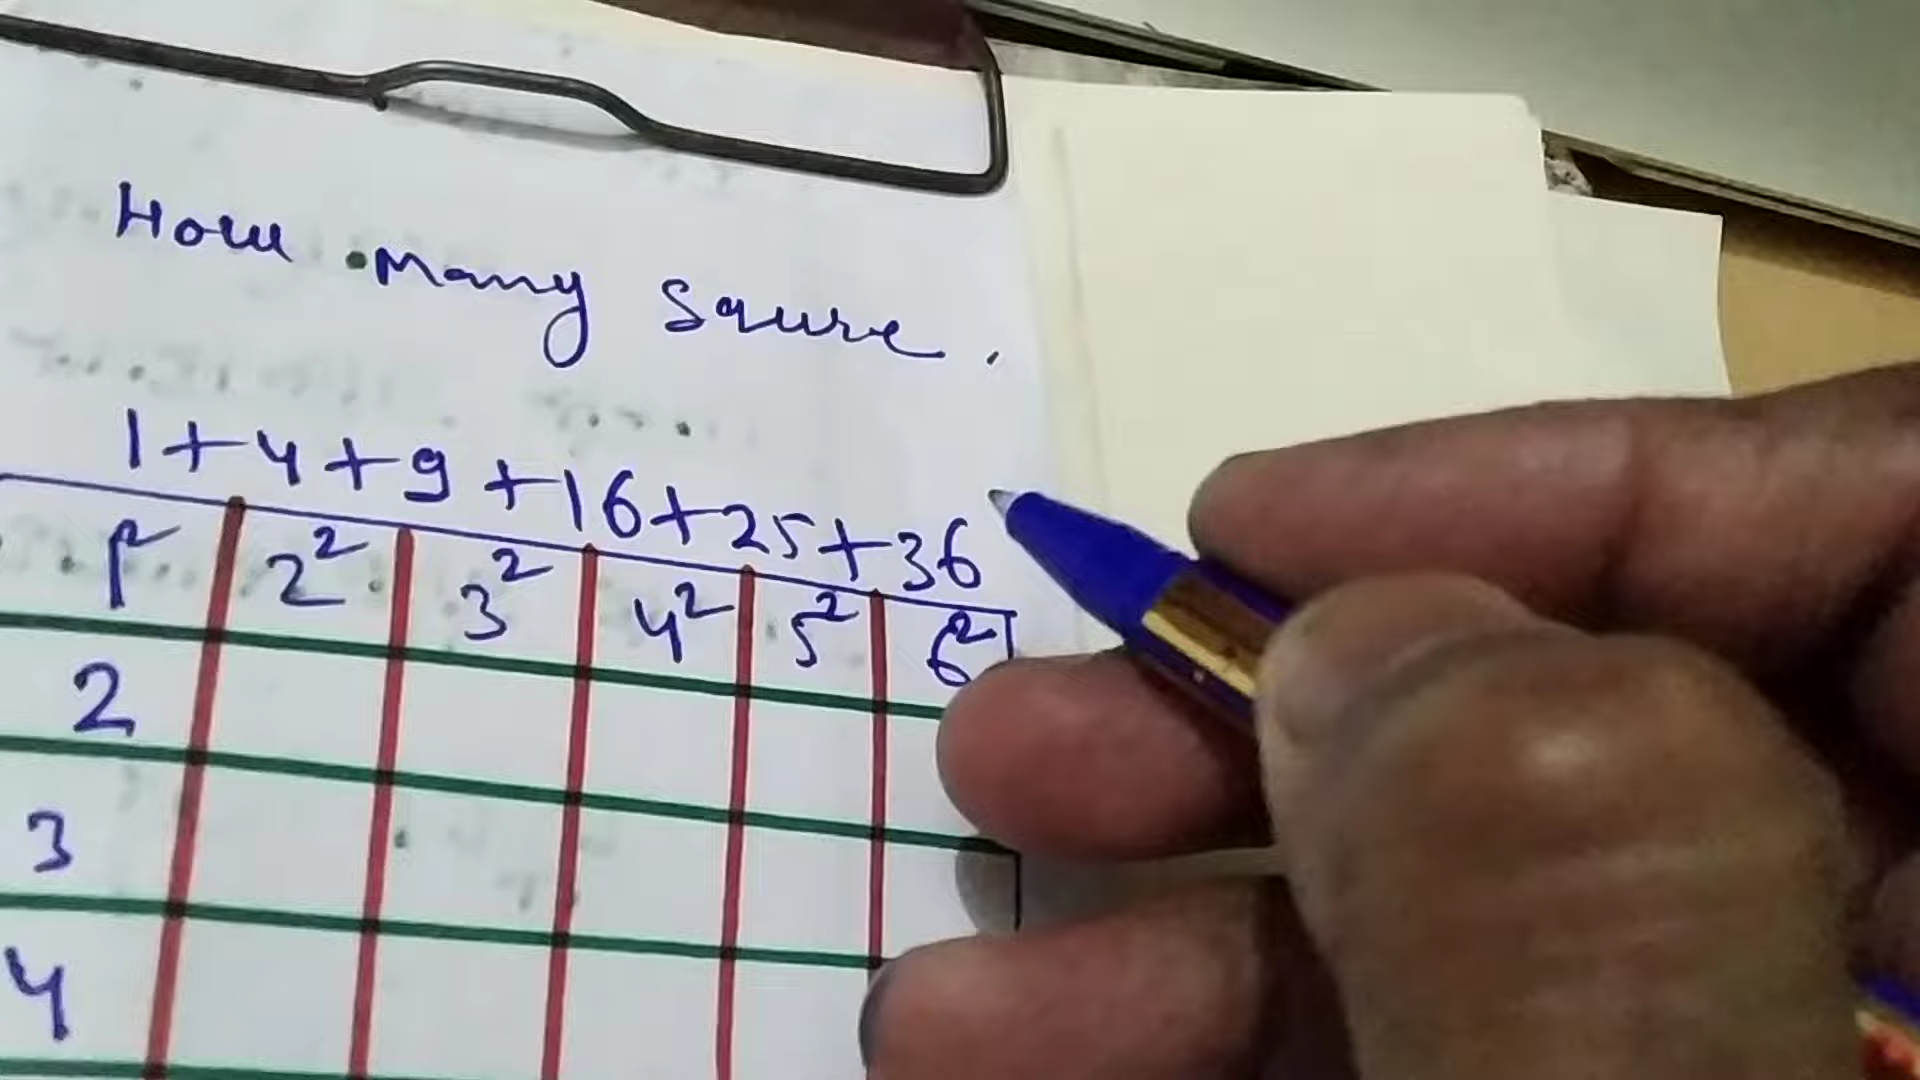 How many Squre.
1+4+9+16+25+36
1² 2² 3² 4² 5² 6²
2
3
4